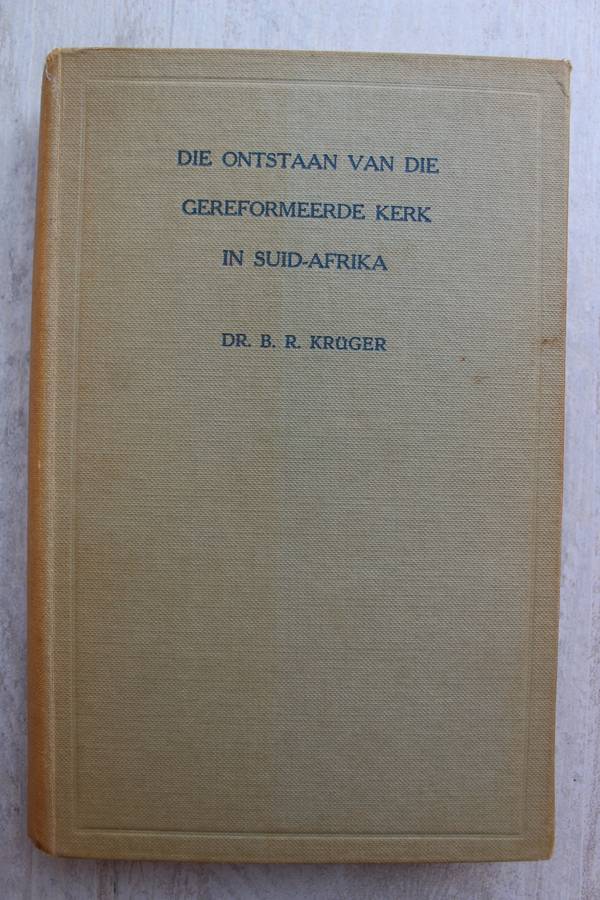 DIE ONTSTAAN VAN DIE
GEREFORMEERDE KERK
IN SUID-AFRIKA
DR. B. R. KRÜGER